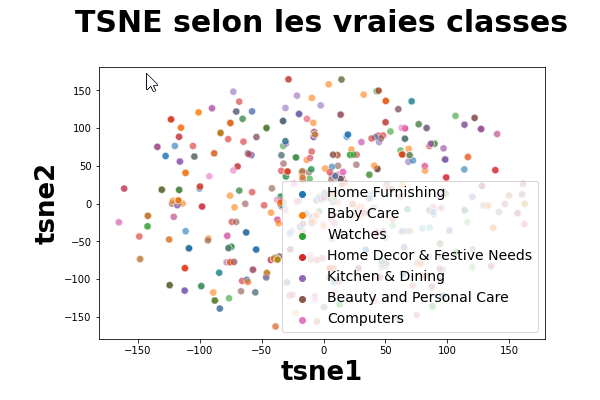 TSNE selon les vraies classes
tsne2
150
100
50
0
−50
−100
−150
Home Furnishing
Baby Care
Watches
Home Decor & Festive Needs
Kitchen & Dining
Beauty and Personal Care
Computers
−150 −100 −50 0 50 100 150
tsne1